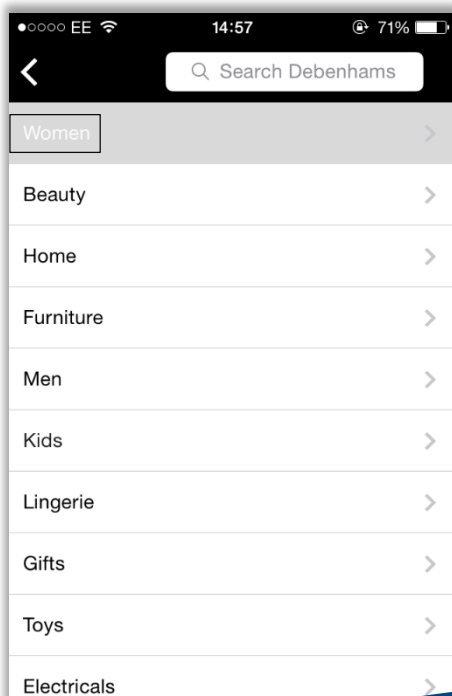 EE 14:57 71%
Search Debenhams
Women
Beauty
Home
Furniture
Men
Kids
Lingerie
Gifts
Toys
Electricals